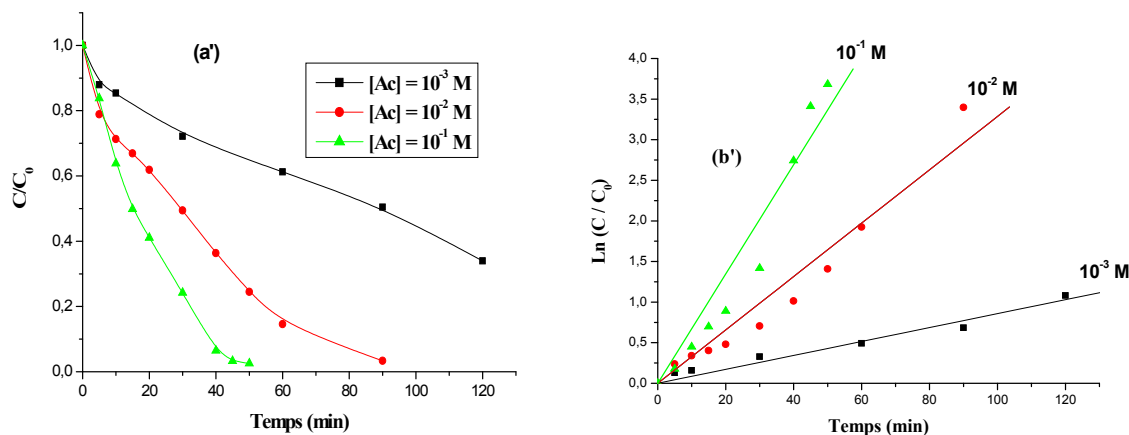 (a')
[Ac] = 10⁻³ M
[Ac] = 10⁻² M
[Ac] = 10⁻¹ M
C/C₀
1,0
0,8
0,6
0,4
0,2
0,0
0 20 40 60 80 100 120
Temps (min)
(b')
10⁻¹ M
10⁻² M
10⁻³ M
Ln (C / C₀)
4,0
3,5
3,0
2,5
2,0
1,5
1,0
0,5
0,0
0 20 40 60 80 100 120
Temps (min)